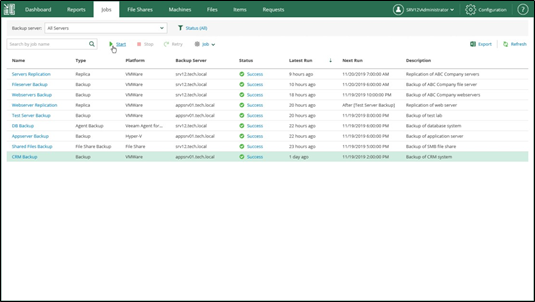 Dashboard Reports Jobs File Shares Machines Files Items Requests SRV12\Administrator Configuration ?
Backup server: All Servers Status (All)
Search by job name Start Stop Retry Job Export Refresh
Name Type Platform Backup Server Status Latest Run Next Run Description
Servers Replication Replica VMWare srv12.tech.local Success 8 hours ago 11/20/2019 7:00:00 AM Replication of ABC Company servers
Fileserver Backup Backup VMWare srv12.tech.local Success 10 hours ago 11/20/2019 6:00:00 AM Backup of ABC Company file server
Webservers Backup Backup VMWare srv12.tech.local Success 18 hours ago 11/19/2019 10:00:00 PM Backup of ABC Company webservers
Webserver Replication Replica VMWare appsrv01.tech.local Success 20 hours ago After [Test Server Backup] Replication of web server
Test Server Backup Backup VMWare appsrv01.tech.local Success 20 hours ago 11/19/2019 8:00:00 PM Backup of test lab
DB Backup Agent Backup Veeam Agent for... srv12.tech.local Success 22 hours ago 11/19/2019 6:00:00 PM Backup of database system
Appserver Backup Backup Hyper-V srv12.tech.local Success 22 hours ago 11/19/2019 6:00:00 PM Backup of application server
Shared Files Backup File Share Backup File Share srv12.tech.local Success 23 hours ago 11/19/2019 5:00:00 PM Backup of SMB file share
CRM Backup Backup VMWare appsrv01.tech.local Success 1 day ago 11/19/2019 2:00:00 PM Backup of CRM system